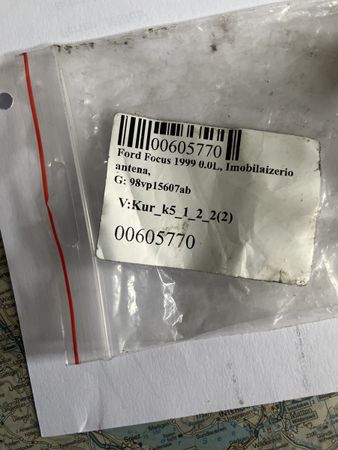 00605770
Ford Focus 1999 0.0L, Imobilaizerio
antena,
G: 98vp15607ab
V:Kur_k5_1_2_2(2)
00605770